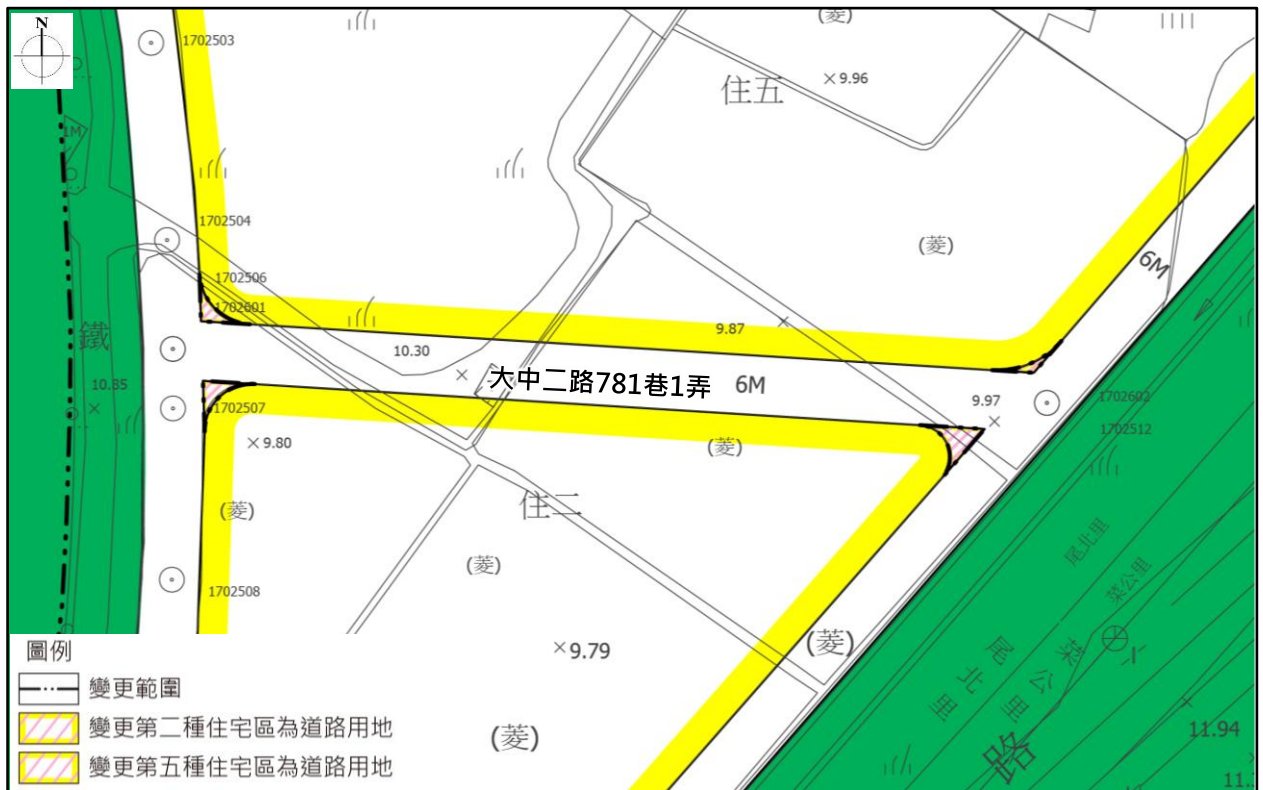 N
1702503
(菱)
住五
9.96
1M
1702504
(菱)
6M
1702506
1702601
鐵
9.87
10.30
10.85
大中二路781巷1弄
6M
9.97
1702602
1702507
1702512
9.80
(菱)
住二
(菱)
尾北里
(菱)
菜公里
1702508
(菱)
9.79
尾北里
菜公里
圖例
變更範圍
變更第二種住宅區為道路用地
(菱)
路
11.94
變更第五種住宅區為道路用地